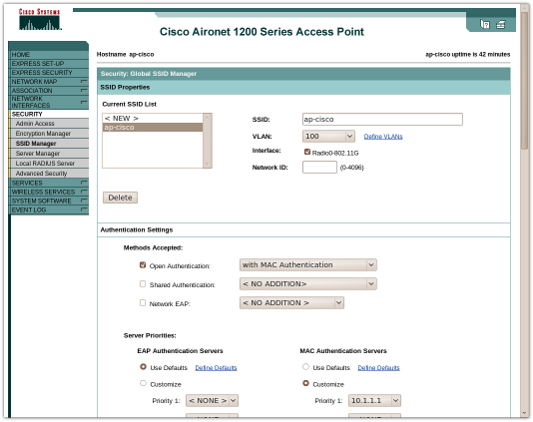 CISCO SYSTEMS
Cisco Aironet 1200 Series Access Point
HOME
EXPRESS SET-UP
EXPRESS SECURITY
NETWORK MAP
ASSOCIATION
NETWORK
INTERFACES
SECURITY
Admin Access
Encryption Manager
SSID Manager
Server Manager
Local RADIUS Server
Advanced Security
SERVICES
WIRELESS SERVICES
SYSTEM SOFTWARE
EVENT LOG
Hostname ap-cisco
ap-cisco uptime is 42 minutes
Security: Global SSID Manager
SSID Properties
Current SSID List
< NEW >
ap-cisco
SSID: ap-cisco
VLAN: 100 Define VLANs
Interface: Radio0-802.11G
Network ID: (0-4096)
Delete
Authentication Settings
Methods Accepted:
Open Authentication: with MAC Authentication
Shared Authentication: < NO ADDITION>
Network EAP: < NO ADDITION >
Server Priorities:
EAP Authentication Servers
Use Defaults Define Defaults
Customize
Priority 1: < NONE >
MAC Authentication Servers
Use Defaults Define Defaults
Customize
Priority 1: 10.1.1.1